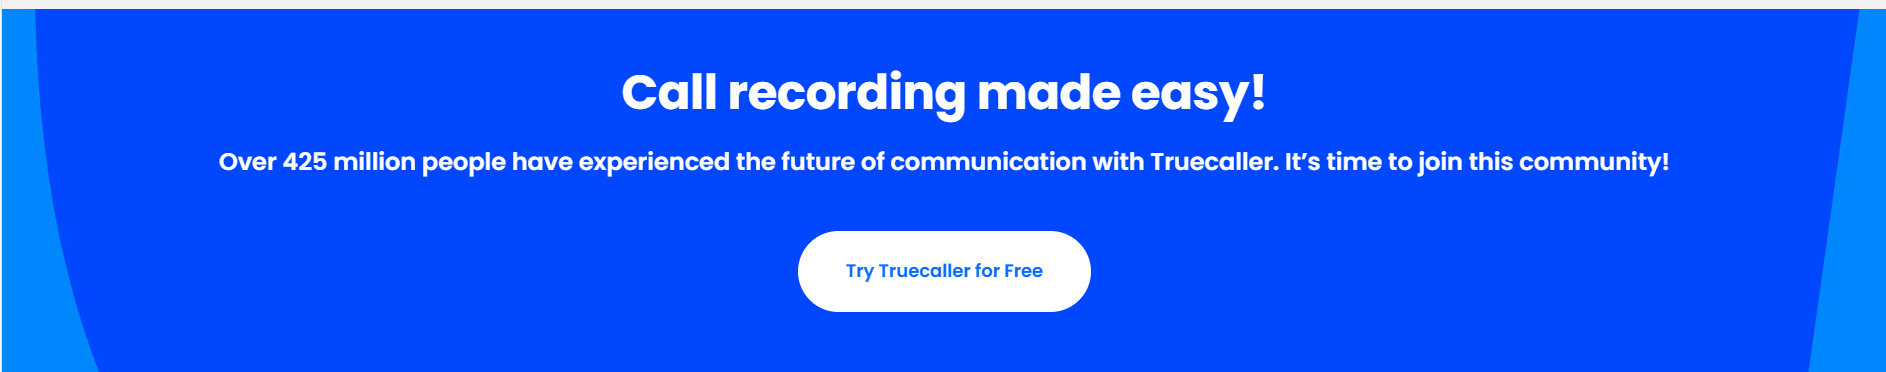 Call recording made easy!
Over 425 million people have experienced the future of communication with Truecaller. It’s time to join this community!
Try Truecaller for Free